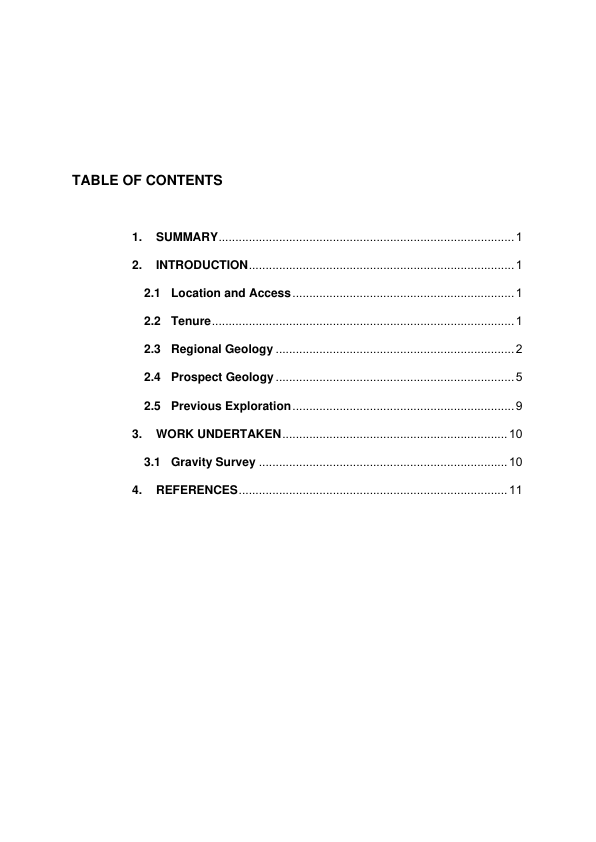 TABLE OF CONTENTS
1. SUMMARY........................................................................................ 1
2. INTRODUCTION............................................................................... 1
2.1 Location and Access.................................................................. 1
2.2 Tenure.......................................................................................... 1
2.3 Regional Geology ....................................................................... 2
2.4 Prospect Geology ....................................................................... 5
2.5 Previous Exploration.................................................................. 9
3. WORK UNDERTAKEN................................................................... 10
3.1 Gravity Survey .......................................................................... 10
4. REFERENCES................................................................................ 11